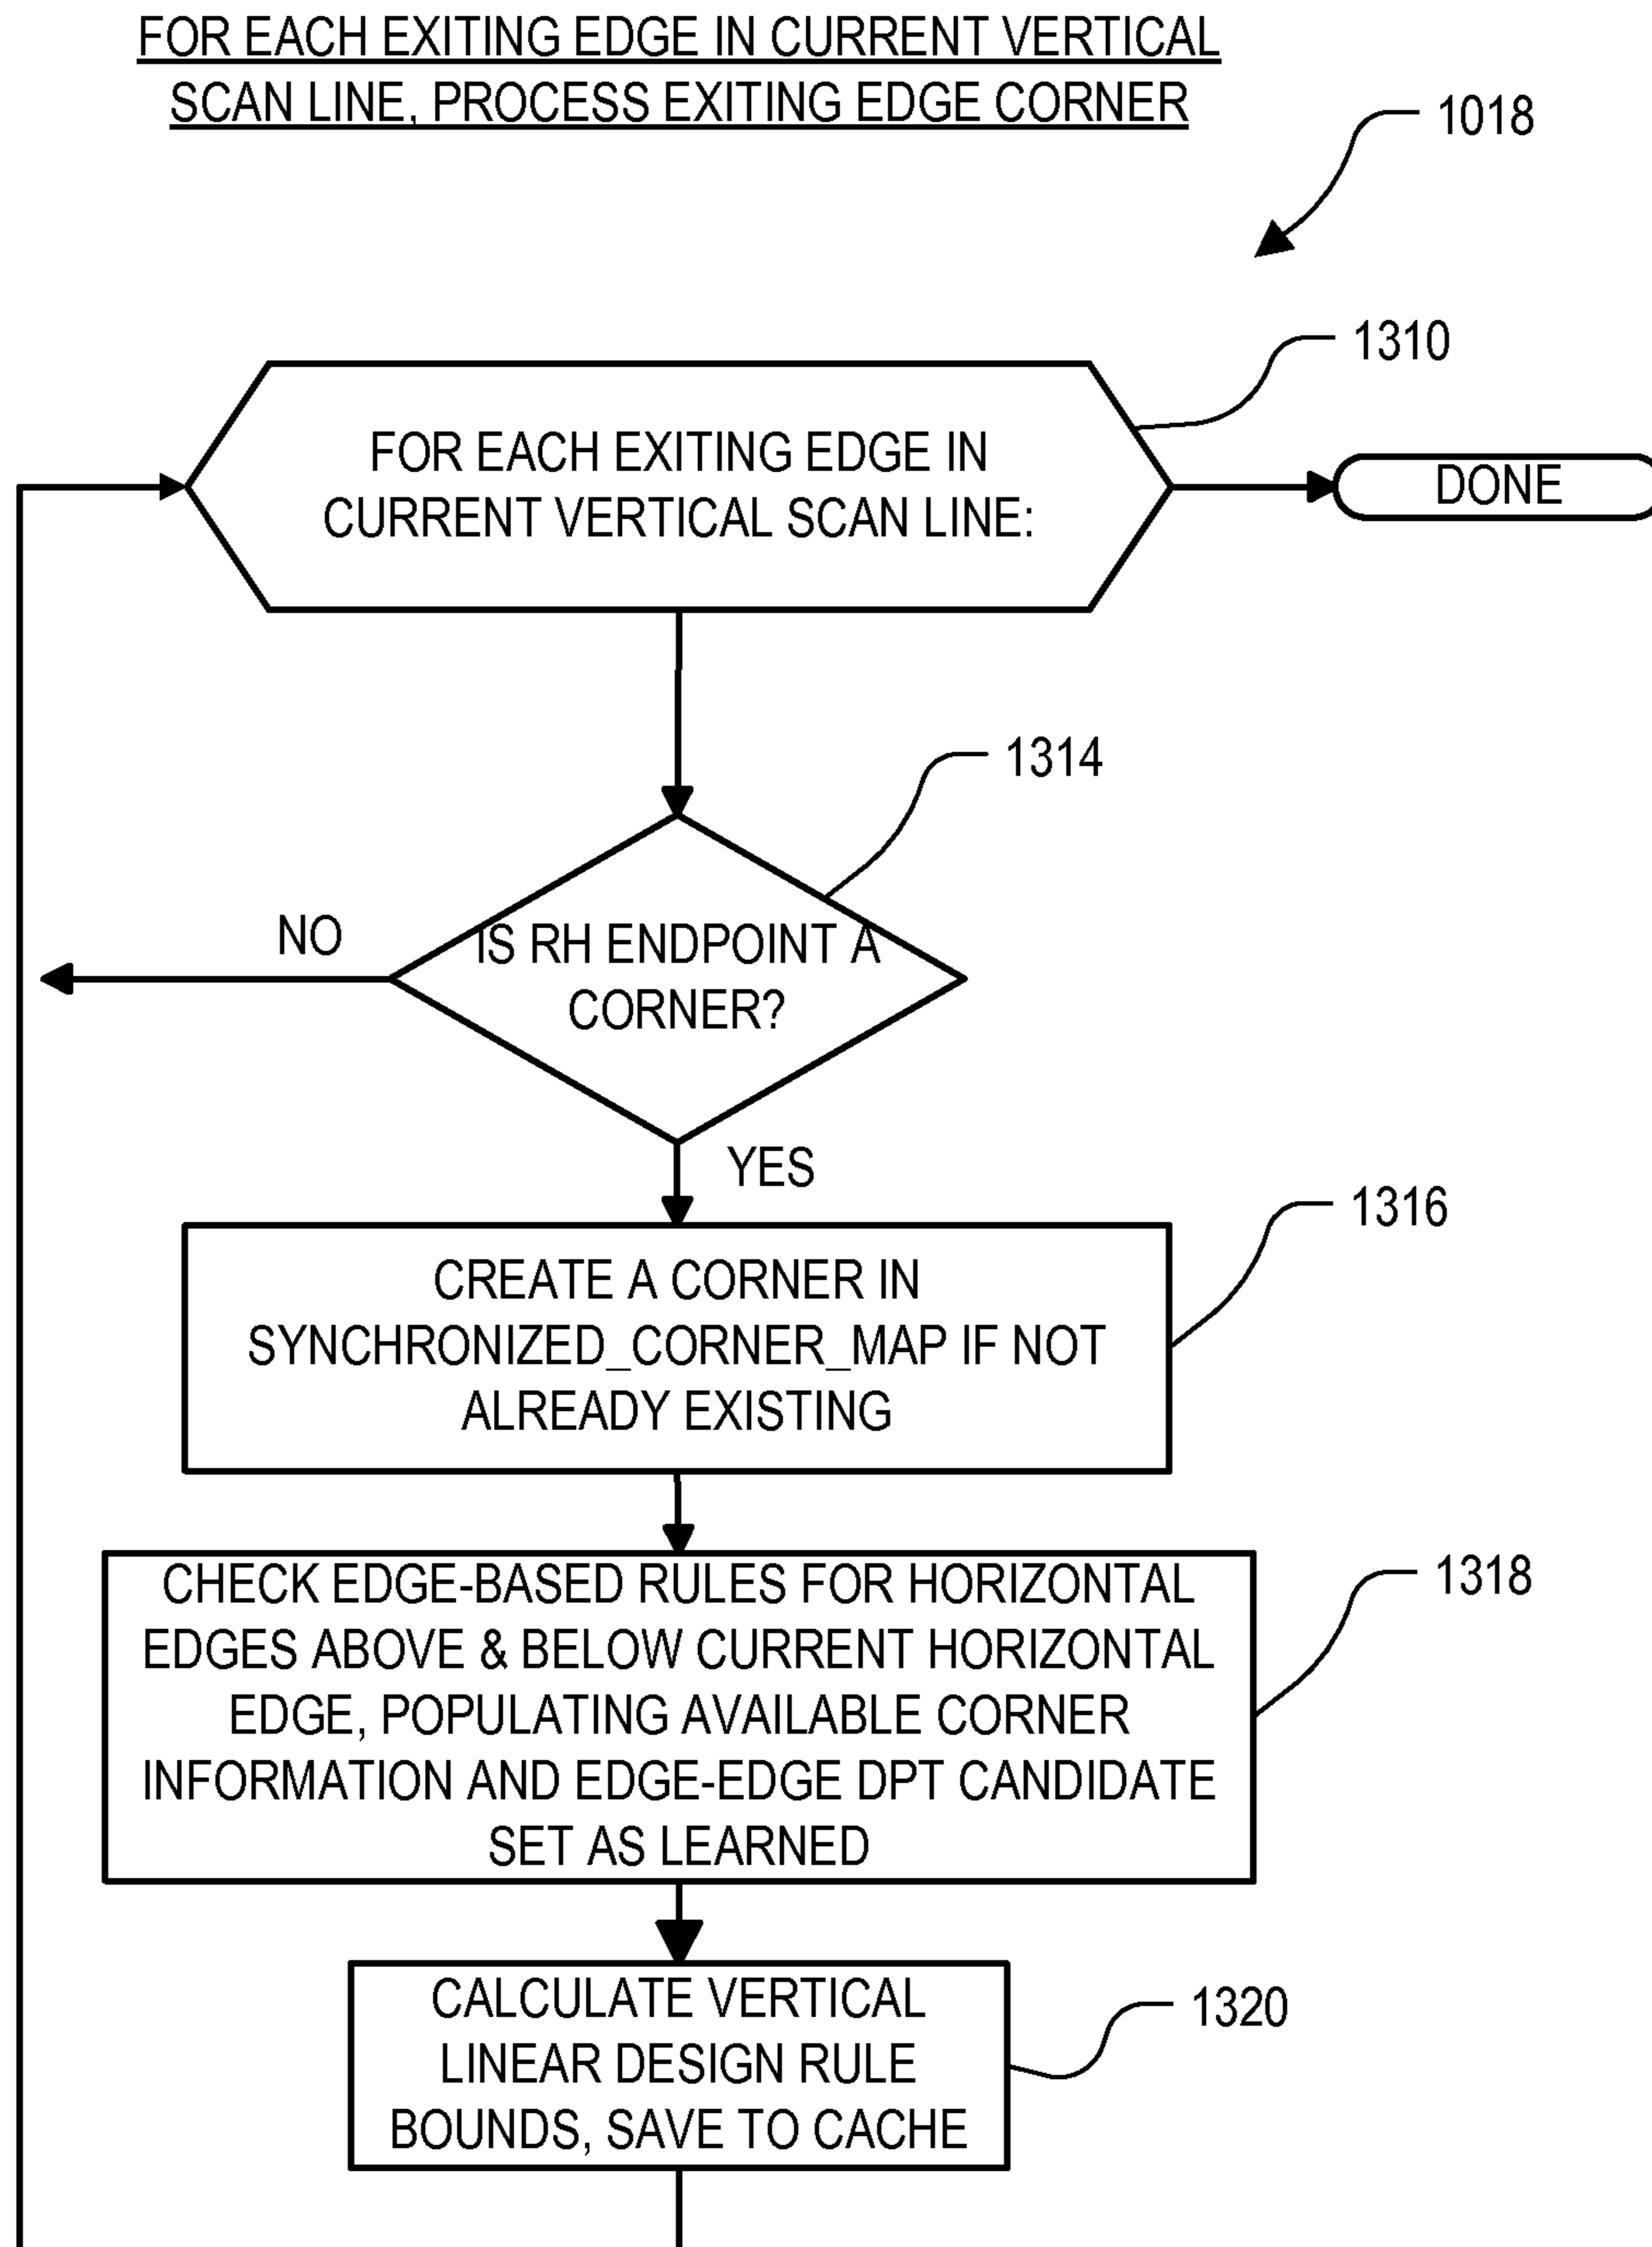 FOR EACH EXITING EDGE IN CURRENT VERTICAL
SCAN LINE, PROCESS EXITING EDGE CORNER
1018
1310
FOR EACH EXITING EDGE IN
CURRENT VERTICAL SCAN LINE:
DONE
1314
NO
IS RH ENDPOINT A
CORNER?
YES
1316
CREATE A CORNER IN
SYNCHRONIZED_CORNER_MAP IF NOT
ALREADY EXISTING
1318
CHECK EDGE-BASED RULES FOR HORIZONTAL
EDGES ABOVE & BELOW CURRENT HORIZONTAL
EDGE, POPULATING AVAILABLE CORNER
INFORMATION AND EDGE-EDGE DPT CANDIDATE
SET AS LEARNED
1320
CALCULATE VERTICAL
LINEAR DESIGN RULE
BOUNDS, SAVE TO CACHE